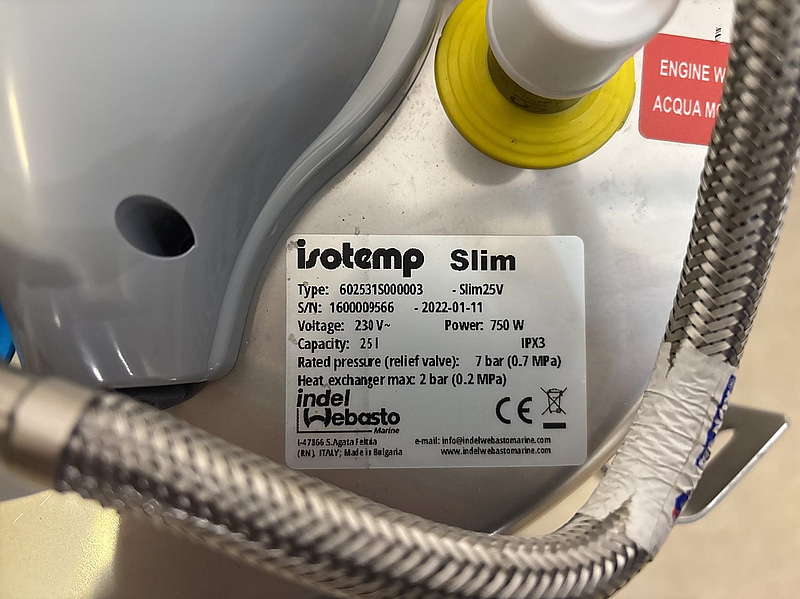 ENGINE W
ACQUA MO
isotemp Slim
Type: 602531S000003 - Slim25V
S/N: 1600009566 - 2022-01-11
Voltage: 230 V~ Power: 750 W
Capacity: 25 l IPX3
Rated pressure (relief valve): 7 bar (0.7 MPa)
Heat exchanger max: 2 bar (0.2 MPa)
indel
Webasto
Marine
CE
I-47866 S.Agata Feltria e-mail: info@indelwebastomarine.com
(RN), ITALY; Made in Bulgaria www.indelwebastomarine.com